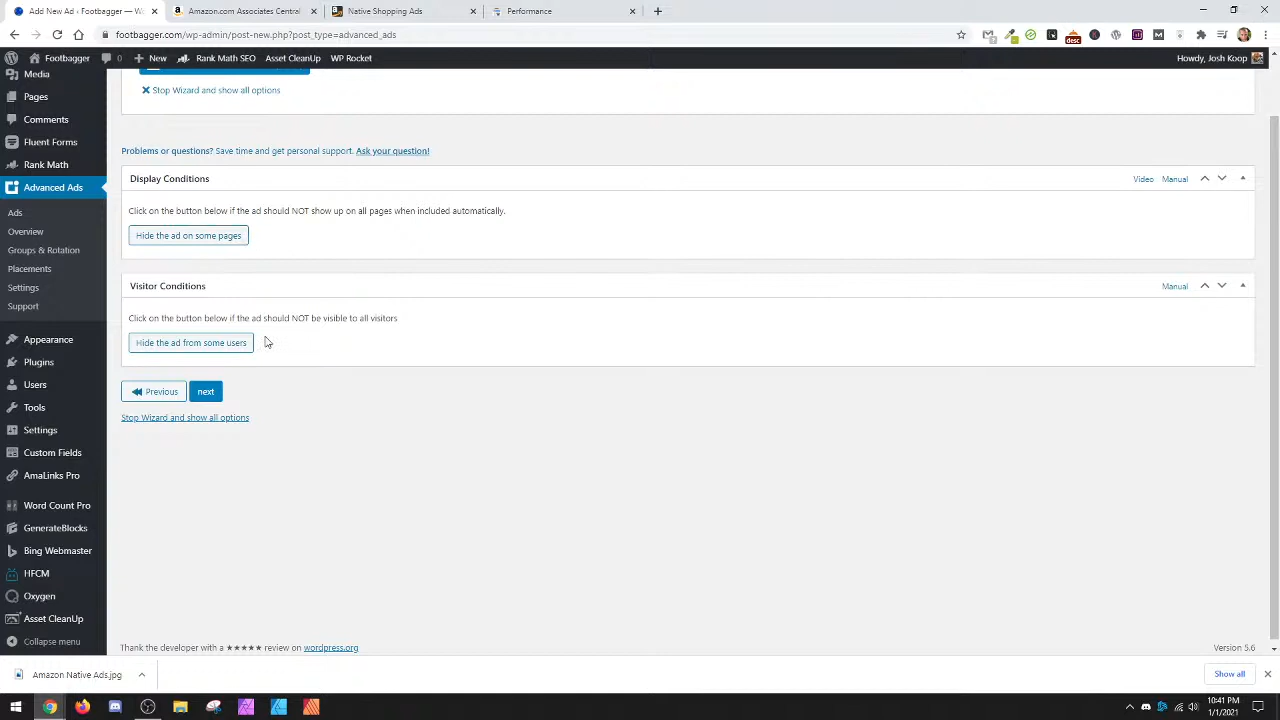 Add New Ad ‹ Footbagger — Wo
Amazon.com Associates Central
Native Shopping Ads
Performance
footbagger.com/wp-admin/post-new.php?post_type=advanced_ads
Footbagger
0
New
Rank Math SEO
Asset CleanUp
WP Rocket
Howdy, Josh Koop
Media
Pages
Comments
Fluent Forms
Rank Math
Advanced Ads
Ads
Overview
Groups & Rotation
Placements
Settings
Support
Appearance
Plugins
Users
Tools
Settings
Custom Fields
AmaLinks Pro
Word Count Pro
GenerateBlocks
Bing Webmaster
HFCM
Oxygen
Asset CleanUp
Collapse menu
Stop Wizard and show all options
Problems or questions? Save time and get personal support. Ask your question!
Display Conditions
Video
Manual
Click on the button below if the ad should NOT show up on all pages when included automatically.
Hide the ad on some pages
Visitor Conditions
Manual
Click on the button below if the ad should NOT be visible to all visitors
Hide the ad from some users
Previous
next
Stop Wizard and show all options
Thank the developer with a ★★★★★ review on wordpress.org
Version 5.6
Amazon Native Ads.jpg
Show all
10:41 PM
1/1/2021